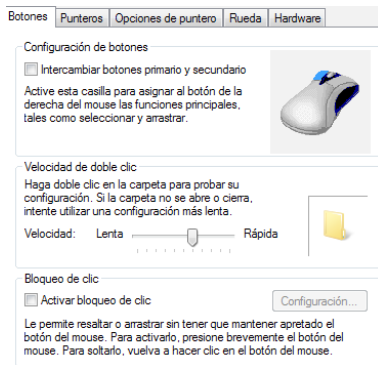 Botones Punteros Opciones de puntero Rueda Hardware
Configuración de botones
Intercambiar botones primario y secundario
Active esta casilla para asignar al botón de la
derecha del mouse las funciones principales,
tales como seleccionar y arrastrar.
Velocidad de doble clic
Haga doble clic en la carpeta para probar su
configuración. Si la carpeta no se abre o cierra,
intente utilizar una configuración más lenta.
Velocidad: Lenta Rápida
Bloqueo de clic
Activar bloqueo de clic Configuración...
Le permite resaltar o arrastrar sin tener que mantener apretado el
botón del mouse. Para activarlo, presione brevemente el botón del
mouse. Para soltarlo, vuelva a hacer clic en el botón del mouse.